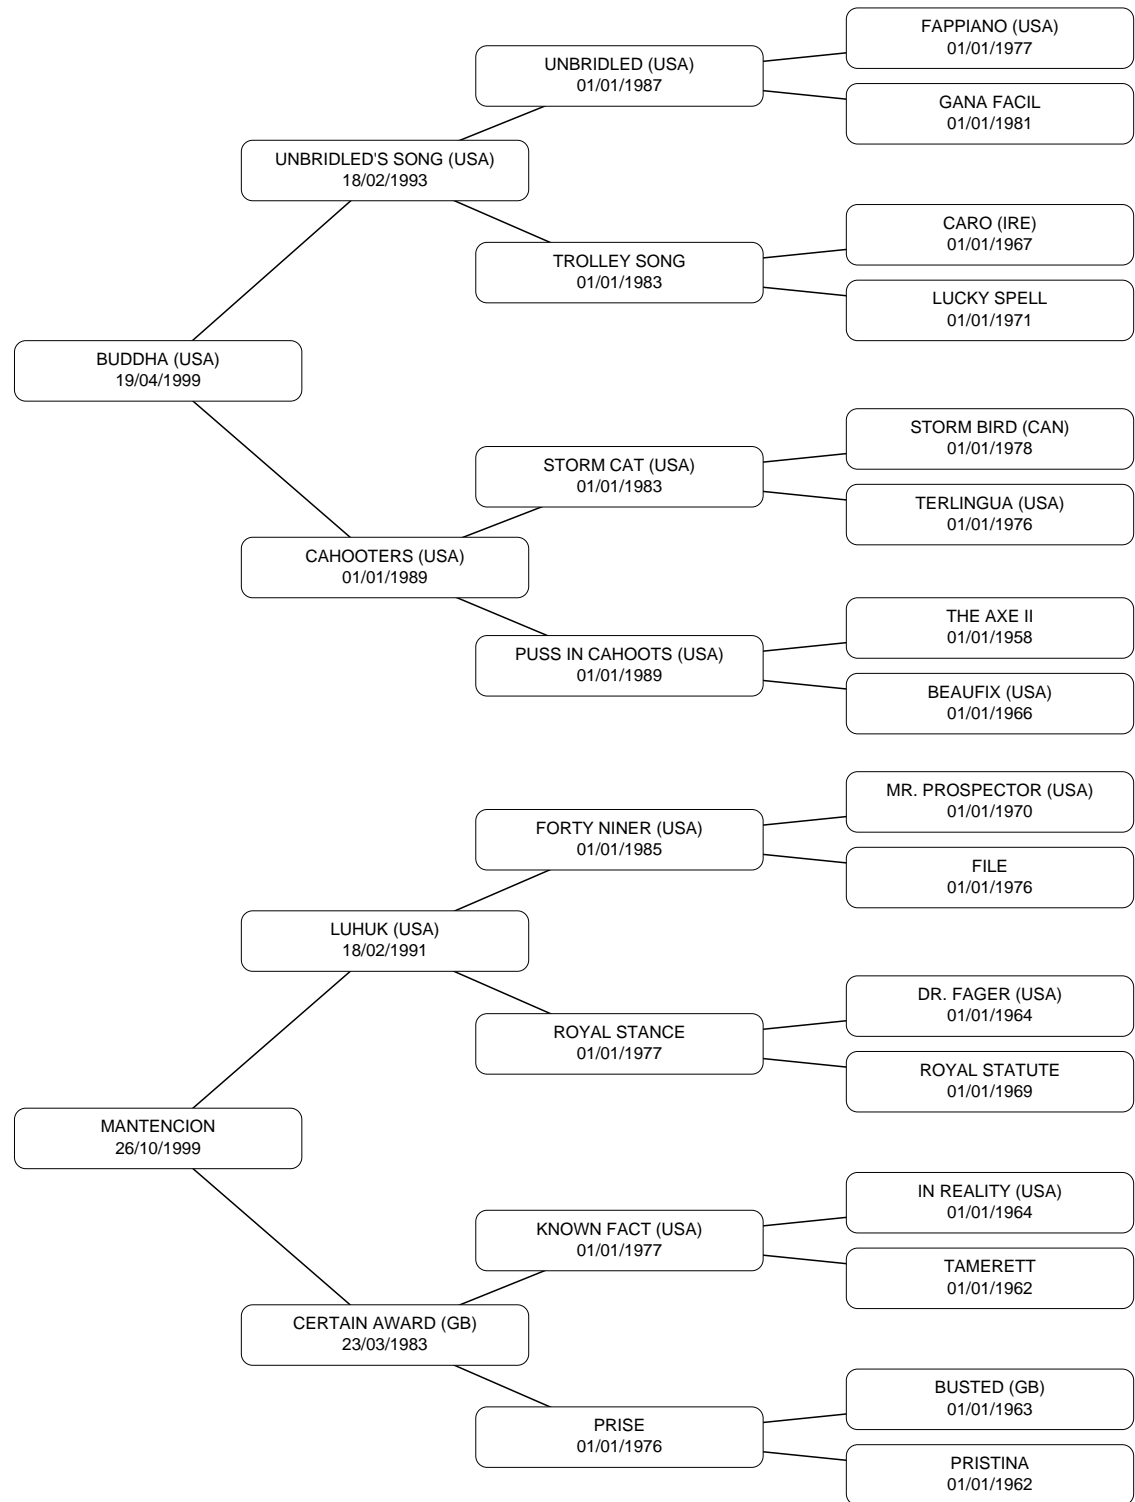 FAPPIANO (USA)
01/01/1977
UNBRIDLED (USA)
01/01/1987
GANA FACIL
01/01/1981
UNBRIDLED'S SONG (USA)
18/02/1993
CARO (IRE)
01/01/1967
TROLLEY SONG
01/01/1983
LUCKY SPELL
01/01/1971
BUDDHA (USA)
19/04/1999
STORM BIRD (CAN)
01/01/1978
STORM CAT (USA)
01/01/1983
TERLINGUA (USA)
01/01/1976
CAHOOTERS (USA)
01/01/1989
THE AXE II
01/01/1958
PUSS IN CAHOOTS (USA)
01/01/1989
BEAUFIX (USA)
01/01/1966
MR. PROSPECTOR (USA)
01/01/1970
FORTY NINER (USA)
01/01/1985
FILE
01/01/1976
LUHUK (USA)
18/02/1991
DR. FAGER (USA)
01/01/1964
ROYAL STANCE
01/01/1977
ROYAL STATUTE
01/01/1969
MANTENCION
26/10/1999
IN REALITY (USA)
01/01/1964
KNOWN FACT (USA)
01/01/1977
TAMERETT
01/01/1962
CERTAIN AWARD (GB)
23/03/1983
BUSTED (GB)
01/01/1963
PRISE
01/01/1976
PRISTINA
01/01/1962